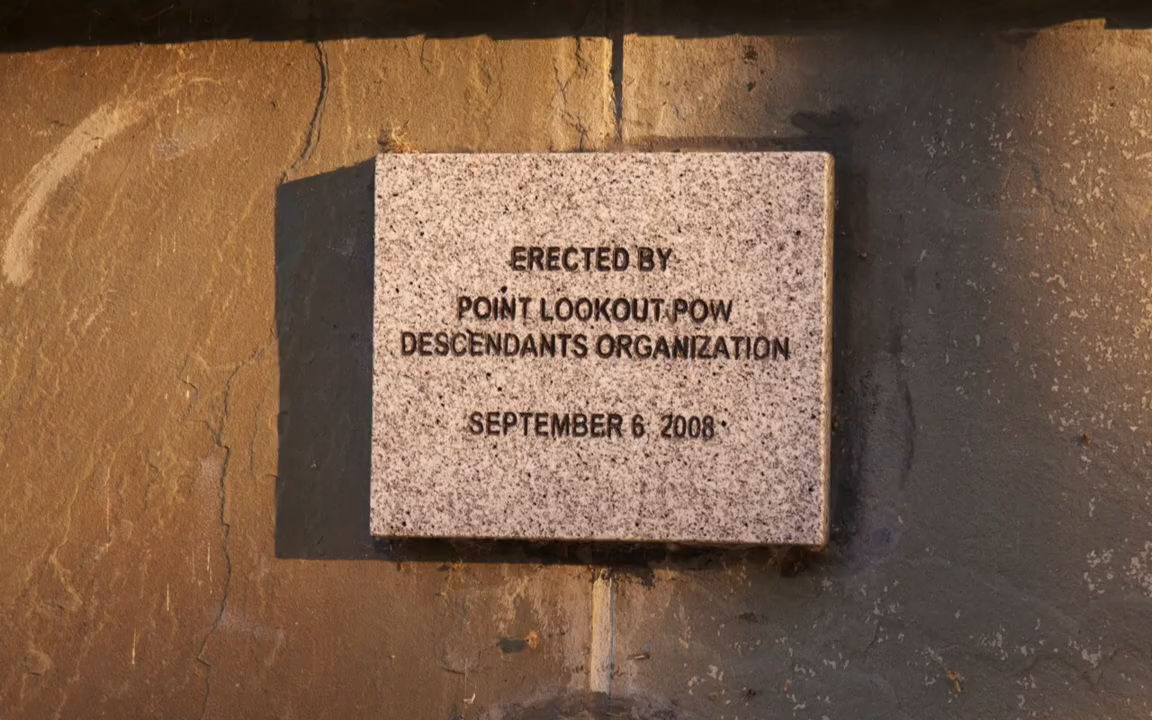 ERECTED BY
POINT LOOKOUT POW
DESCENDANTS ORGANIZATION
SEPTEMBER 6 2008